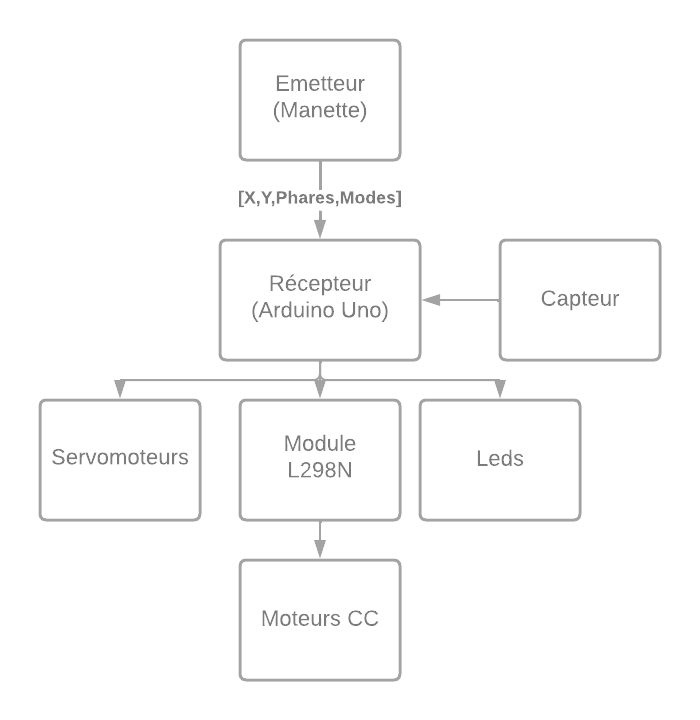 Emetteur
(Manette)
[X,Y,Phares,Modes]
Récepteur
(Arduino Uno)
Capteur
Servomoteurs
Module
L298N
Leds
Moteurs CC